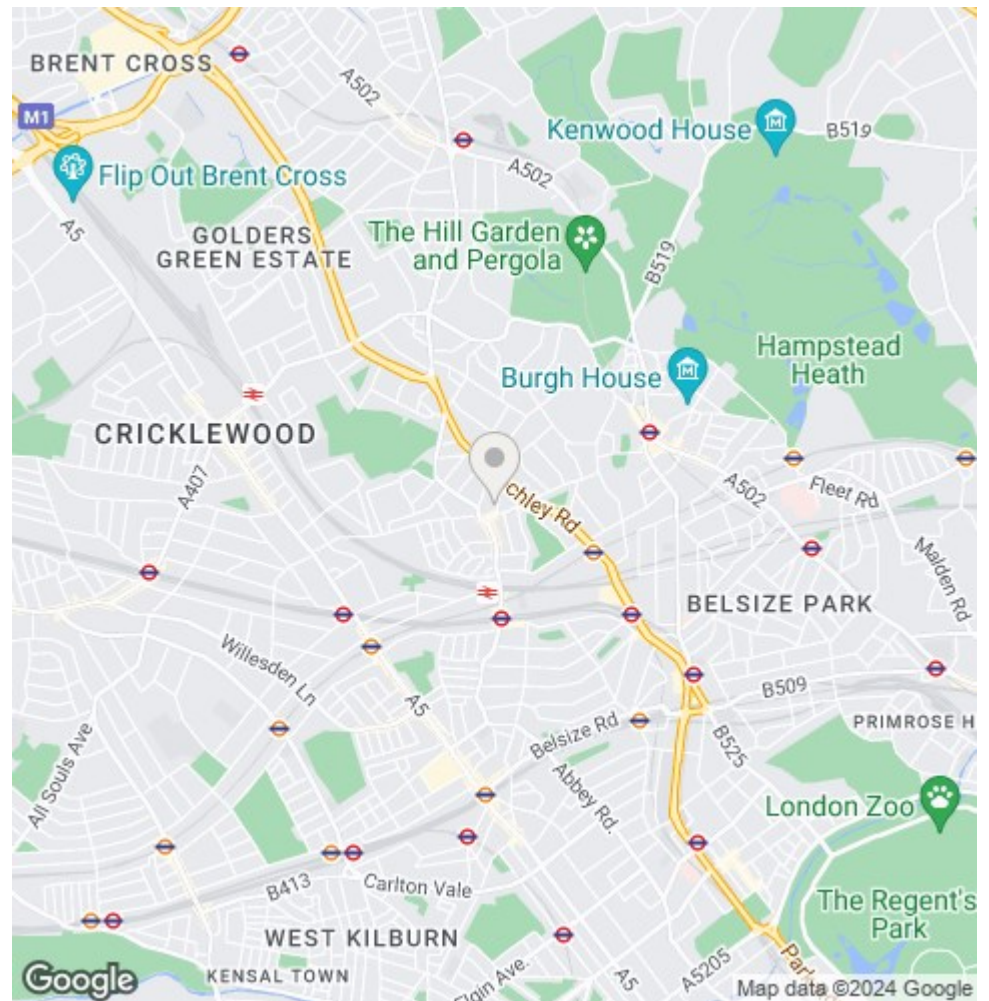 BRENT CROSS
A502
M1
Kenwood House
B519
Flip Out Brent Cross
A502
A5
GOLDERS
GREEN ESTATE
The Hill Garden
and Pergola
B519
Hampstead
Heath
Burgh House
CRICKLEWOOD
A407
A502
Fleet Rd
chley Rd
Malden Rd
BELSIZE PARK
Willesden Ln
A5
B509
Belsize Rd
PRIMROSE H
B525
All Souls Ave
Abbey Rd.
London Zoo
B413
Carlton Vale
The Regent's
Park
WEST KILBURN
KENSAL TOWN
Elgin Ave.
A5
A5205
Park
Google
Map data ©2024 Google